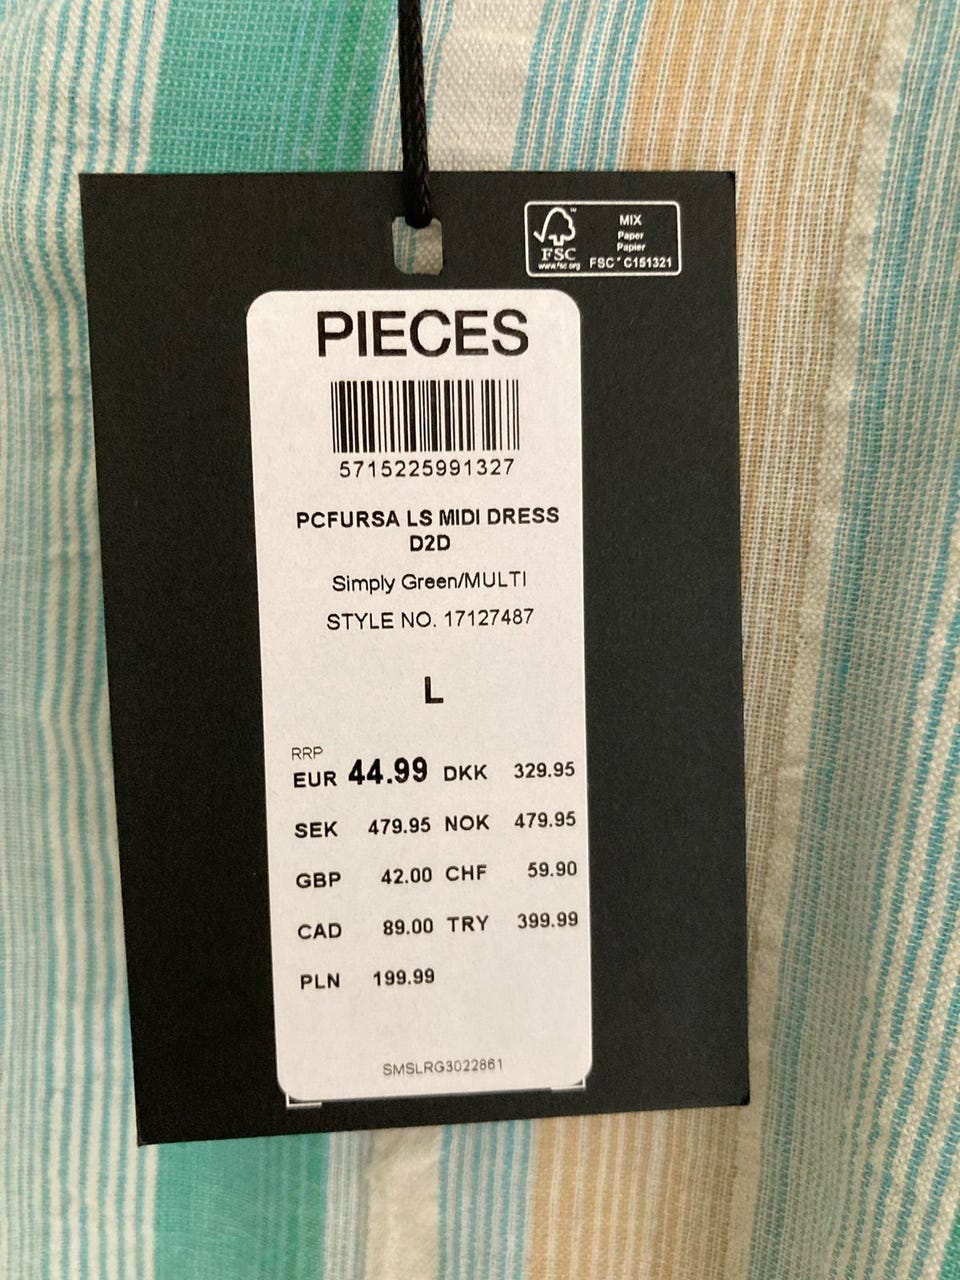 MIX
Paper
Papier
FSC
www.fsc.org
FSC® C151321
PIECES
5715225991327
PCFURSA LS MIDI DRESS
D2D
Simply Green/MULTI
STYLE NO. 17127487
L
RRP
EUR 44.99 DKK 329.95
SEK 479.95 NOK 479.95
GBP 42.00 CHF 59.90
CAD 89.00 TRY 399.99
PLN 199.99
SMSLRG3022861